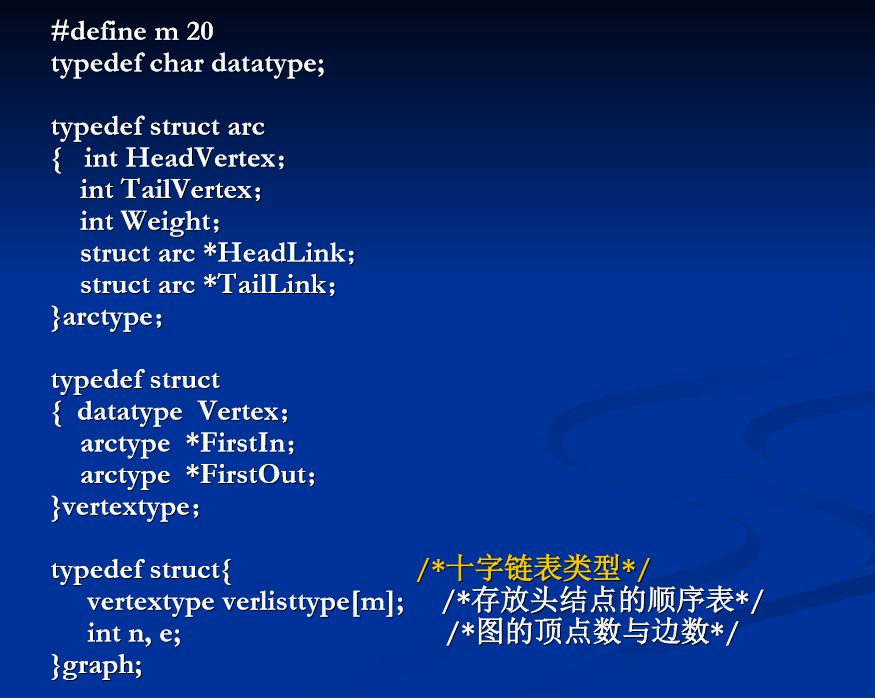 #define m 20
typedef char datatype;
typedef struct arc
{ int HeadVertex；
int TailVertex；
int Weight；
struct arc *HeadLink；
struct arc *TailLink；
}arctype；
typedef struct
{ datatype Vertex；
arctype *FirstIn；
arctype *FirstOut；
}vertextype；
typedef struct{ /*十字链表类型*/
vertextype verlisttype[m]; /*存放头结点的顺序表*/
int n, e; /*图的顶点数与边数*/
}graph;